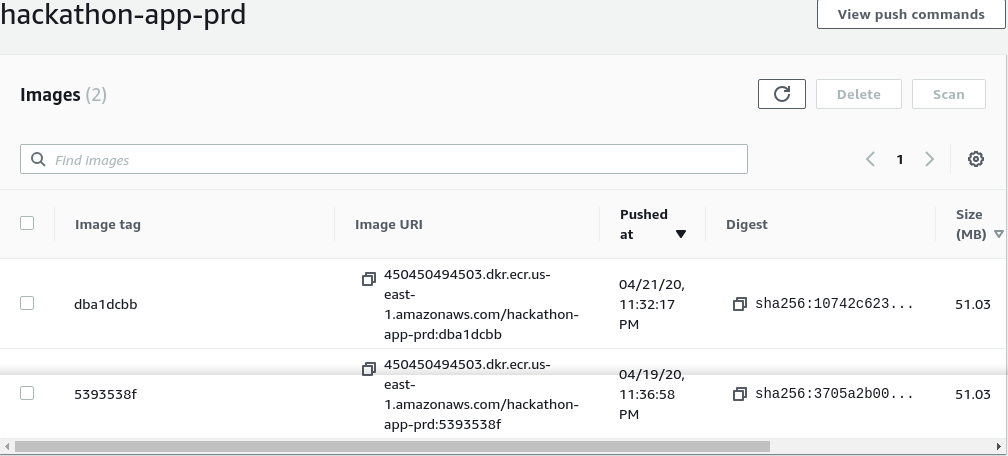 hackathon-app-prd
View push commands
Images (2)
Delete
Scan
Find images
1
Image tag
Image URI
Pushed
at
Digest
Size
(MB)
dba1dcbb
450450494503.dkr.ecr.us-
east-
1.amazonaws.com/hackathon-
app-prd:dba1dcbb
04/21/20,
11:32:17
PM
sha256:10742c623...
51.03
5393538f
450450494503.dkr.ecr.us-
east-
1.amazonaws.com/hackathon-
app-prd:5393538f
04/19/20,
11:36:58
PM
sha256:3705a2b00...
51.03